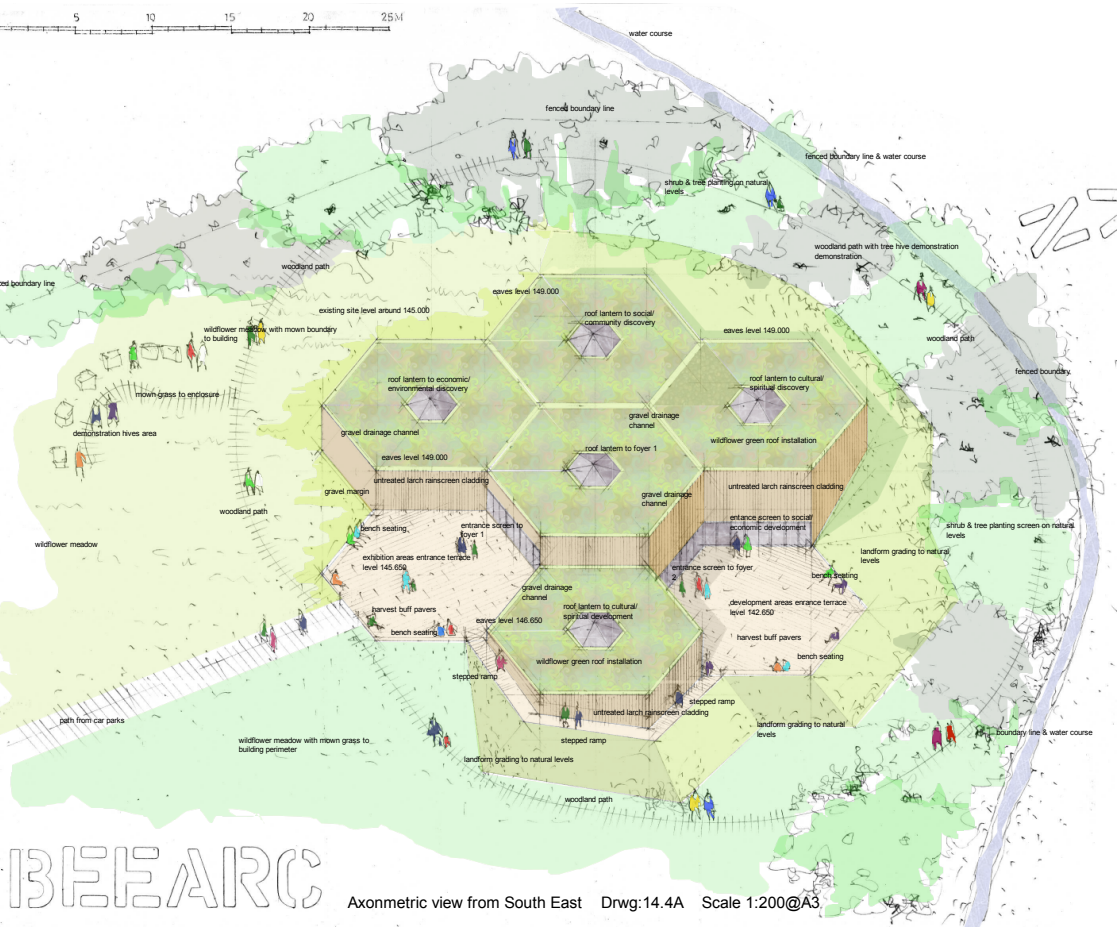 5 10 15 20 25M
water course
fenced boundary line
fenced boundary line & water course
shrub & tree planting on natural
levels
woodland path with tree hive demonstration
demonstration
woodland path
boundary line
eaves level 149.000
existing site level around 145.000
roof lantern to social/
community discovery
wildflower meadow with mown boundary
to building
eaves level 149.000
woodland path
fenced boundary
roof lantern to economic/
environmental discovery
roof lantern to cultural/
spiritual discovery
mown grass to enclosure
gravel drainage
channel
demonstration hives area
gravel drainage channel
wildflower green roof installation
roof lantern to foyer 1
eaves level 149.000
untreated larch rainscreen cladding
untreated larch rainscreen cladding
gravel margin
gravel drainage
channel
woodland path
bench seating
entrance screen to
foyer 1
entance screen to social/
economic development
shrub & tree planting screen on natural
levels
wildflower meadow
exhibition areas entrance terrace
level 145.650
landform grading to natural
levels
entrance screen to foyer
2
bench seating
gravel drainage
channel
harvest buff pavers
roof lantern to cultural/
spiritual development
development areas enrance terrace
level 142.650
eaves level 146.650
bench seating
harvest buff pavers
bench seating
wildflower green roof installation
stepped ramp
stepped ramp
untreated larch rainscreen cladding
path from car parks
landform grading to natural
levels
boundary line & water course
wildflower meadow with mown grass to
building perimeter
stepped ramp
landform grading to natural levels
woodland path
BEEARC
Axonmetric view from South East Drwg:14.4A Scale 1:200@A3